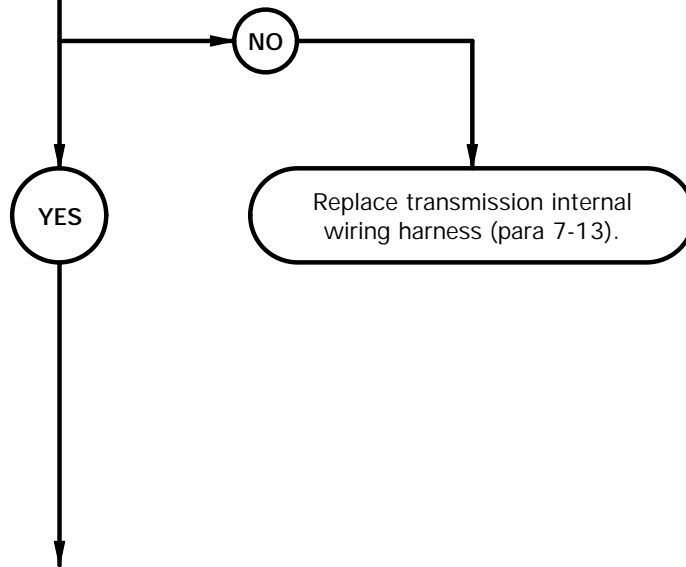 NO
YES
Replace transmission internal
wiring harness (para 7-13).